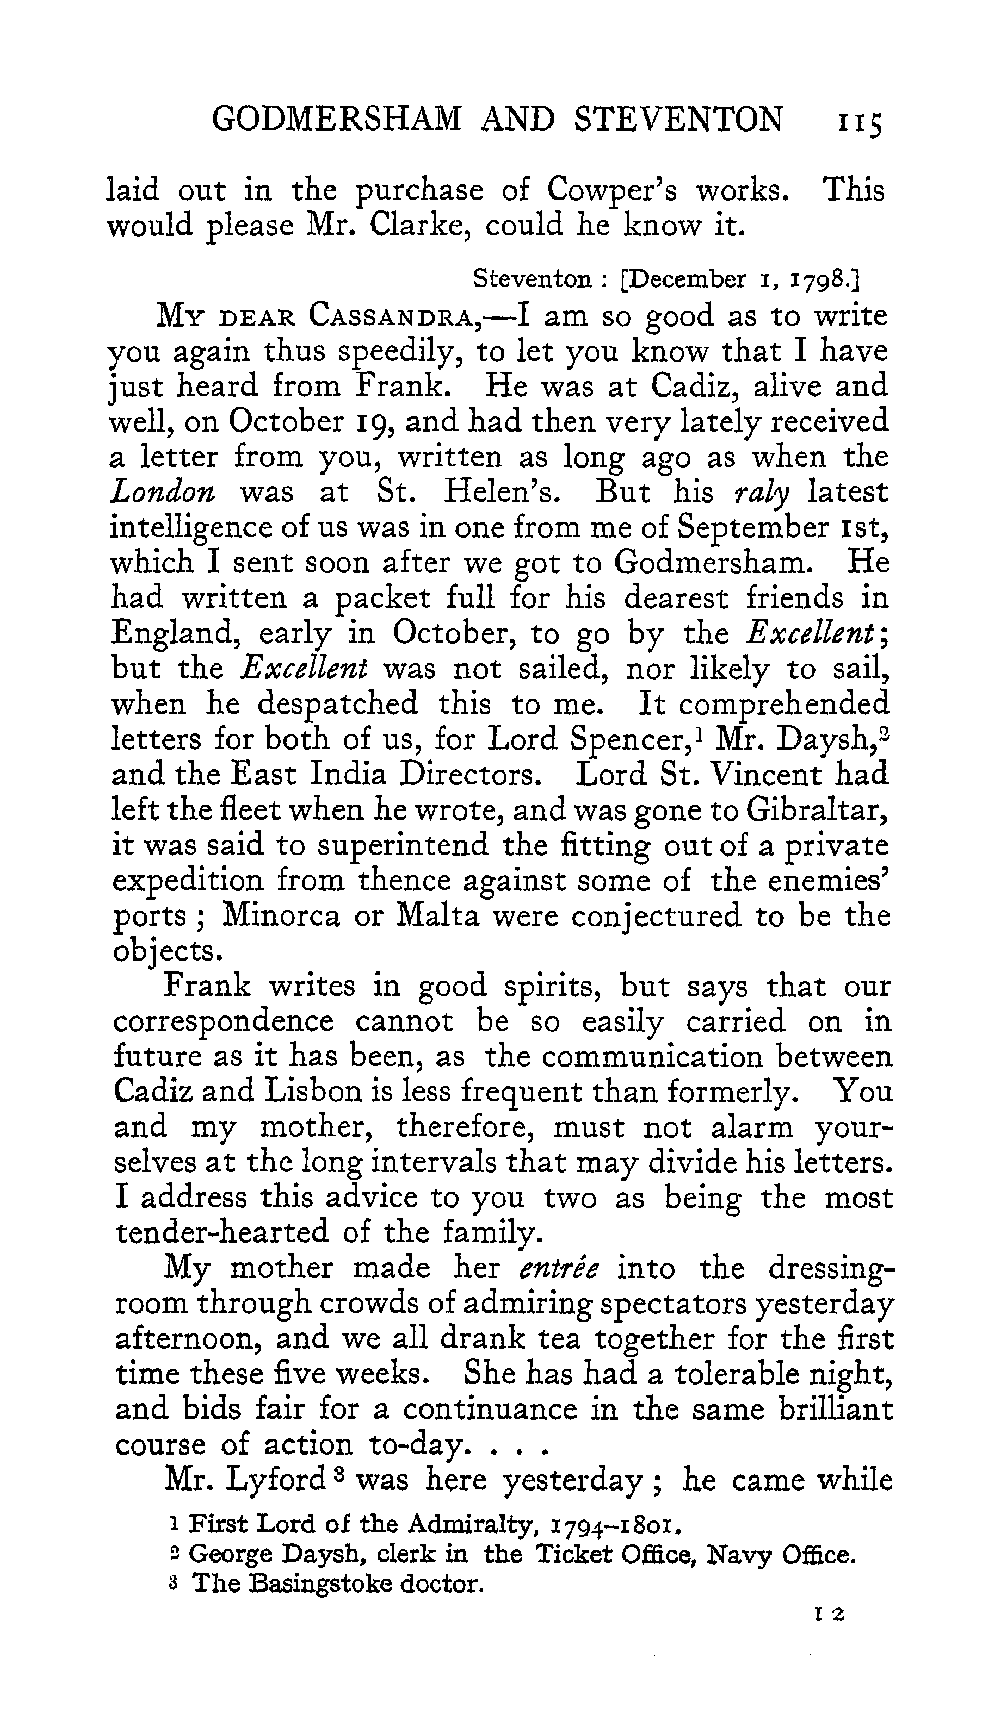 GODMERSHAM AND STEVENTON 115
laid out in the purchase of Cowper's works. This
would please Mr. Clarke, could he know it.
Steventon : [December 1, 1798.]
MY DEAR CASSANDRA,—I am so good as to write
you again thus speedily, to let you know that I have
just heard from Frank. He was at Cadiz, alive and
well, on October 19, and had then very lately received
a letter from you, written as long ago as when the
London was at St. Helen's. But his raly latest
intelligence of us was in one from me of September 1st,
which I sent soon after we got to Godmersham. He
had written a packet full for his dearest friends in
England, early in October, to go by the Excellent;
but the Excellent was not sailed, nor likely to sail,
when he despatched this to me. It comprehended
letters for both of us, for Lord Spencer,¹ Mr. Daysh,²
and the East India Directors. Lord St. Vincent had
left the fleet when he wrote, and was gone to Gibraltar,
it was said to superintend the fitting out of a private
expedition from thence against some of the enemies'
ports ; Minorca or Malta were conjectured to be the
objects.
Frank writes in good spirits, but says that our
correspondence cannot be so easily carried on in
future as it has been, as the communication between
Cadiz and Lisbon is less frequent than formerly. You
and my mother, therefore, must not alarm your-
selves at the long intervals that may divide his letters.
I address this advice to you two as being the most
tender-hearted of the family.
My mother made her entrée into the dressing-
room through crowds of admiring spectators yesterday
afternoon, and we all drank tea together for the first
time these five weeks. She has had a tolerable night,
and bids fair for a continuance in the same brilliant
course of action to-day. . . .
Mr. Lyford ³ was here yesterday ; he came while
¹ First Lord of the Admiralty, 1794–1801.
² George Daysh, clerk in the Ticket Office, Navy Office.
³ The Basingstoke doctor.
I 2